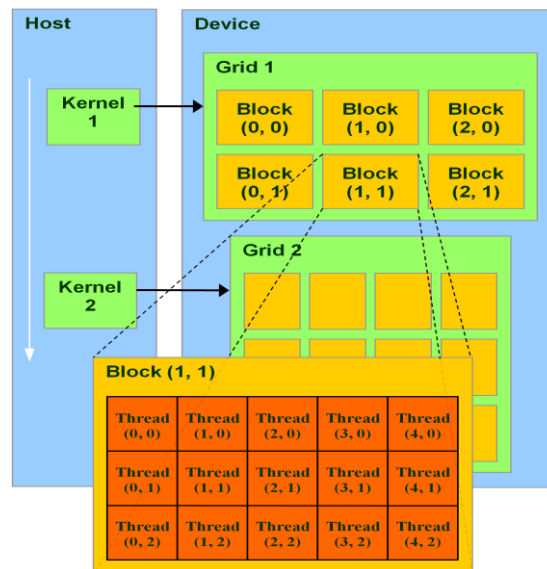 Host
Device
Grid 1
Kernel
1
Block
(0, 0)
Block
(1, 0)
Block
(2, 0)
Block
(0, 1)
Block
(1, 1)
Block
(2, 1)
Grid 2
Kernel
2
Block (1, 1)
Thread
(0, 0)
Thread
(1, 0)
Thread
(2, 0)
Thread
(3, 0)
Thread
(4, 0)
Thread
(0, 1)
Thread
(1, 1)
Thread
(2, 1)
Thread
(3, 1)
Thread
(4, 1)
Thread
(0, 2)
Thread
(1, 2)
Thread
(2, 2)
Thread
(3, 2)
Thread
(4, 2)